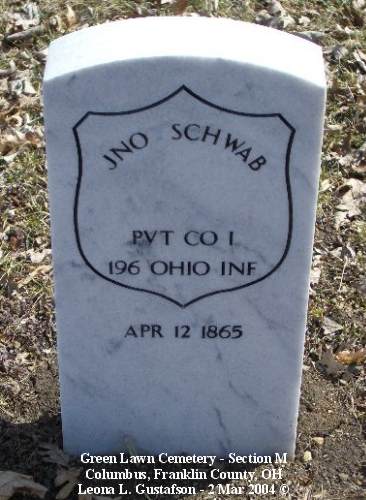 JNO SCHWAB
PVT CO I
196 OHIO INF
APR 12 1865
Green Lawn Cemetery - Section M
Columbus, Franklin County, OH
Leona L. Gustafson - 2 Mar 2004 ©